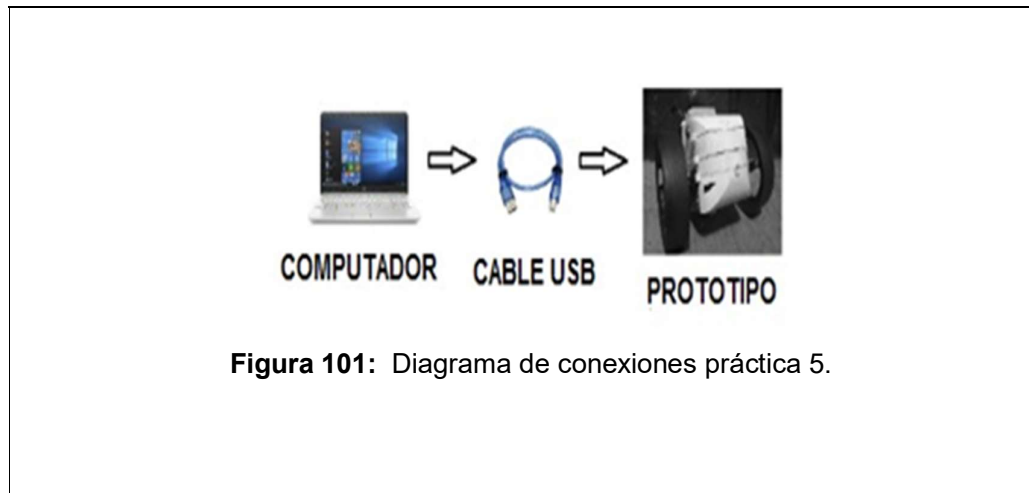 COMPUTADOR
CABLE USB
PROTOTIPO
Figura 101: Diagrama de conexiones práctica 5.